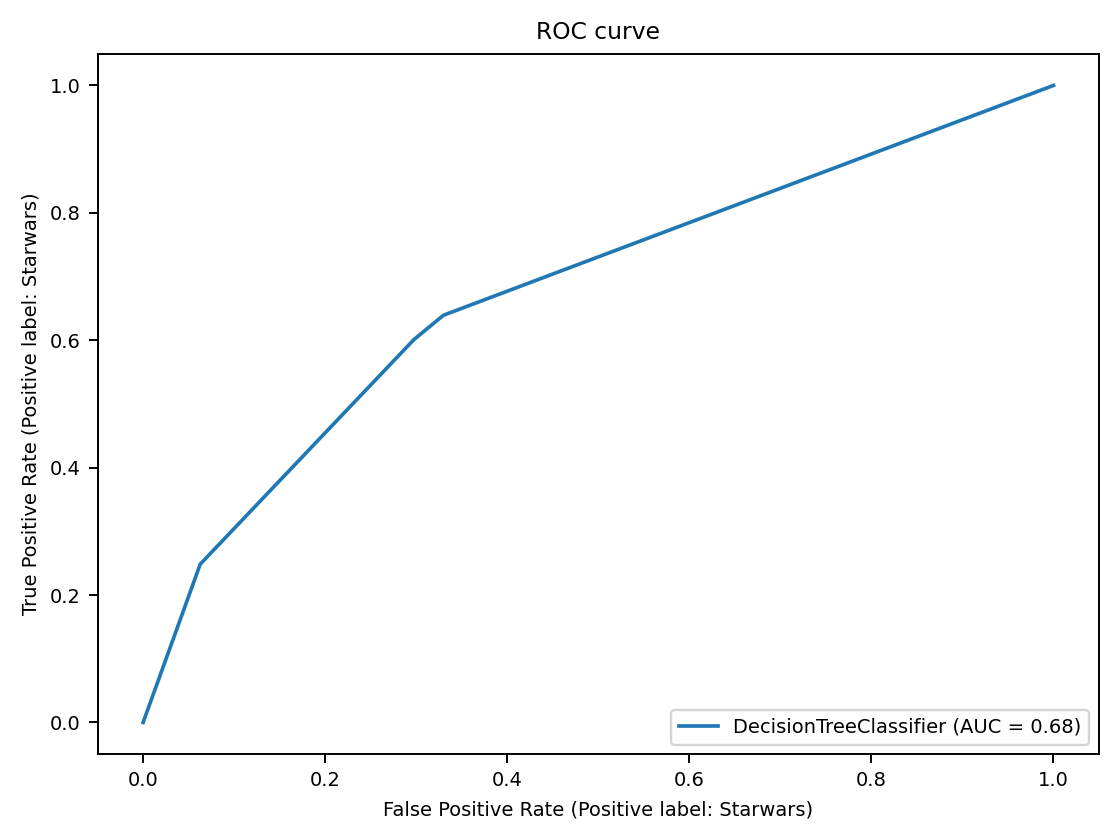 ROC curve
True Positive Rate (Positive label: Starwars)
1.0
0.8
0.6
0.4
0.2
0.0
DecisionTreeClassifier (AUC = 0.68)
0.0 0.2 0.4 0.6 0.8 1.0
False Positive Rate (Positive label: Starwars)